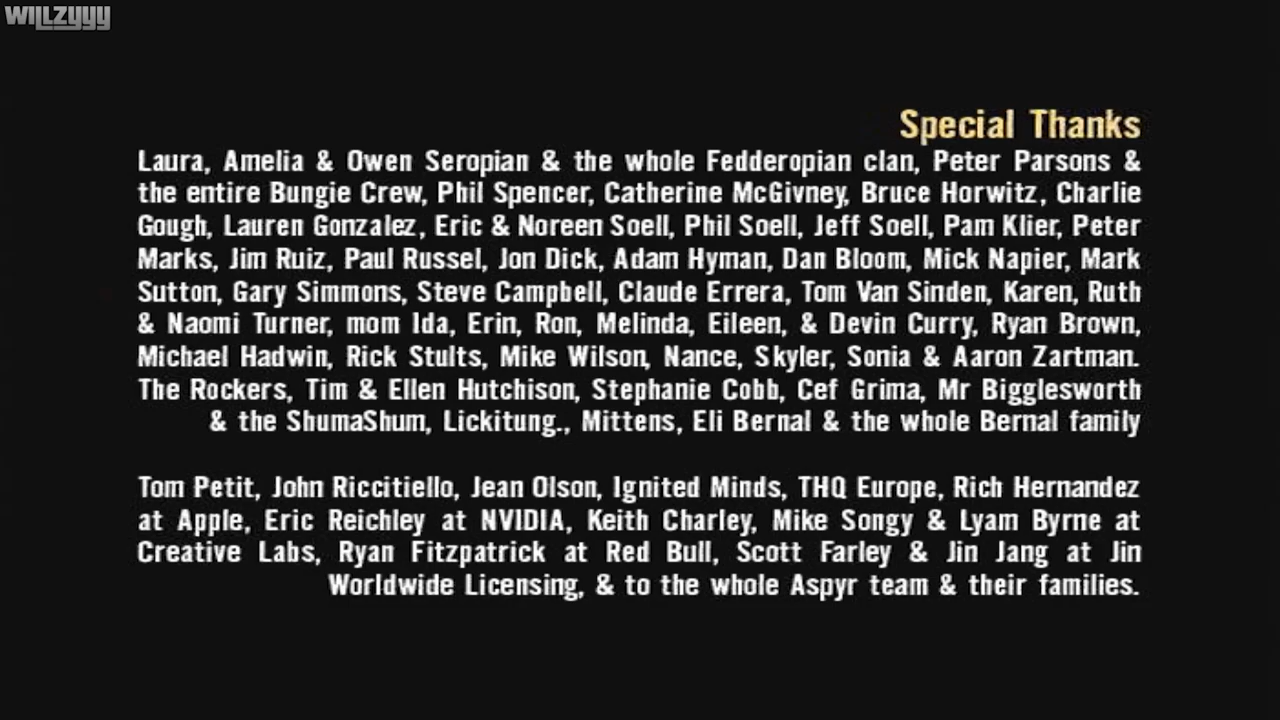 WILLZYYY
Special Thanks
Laura, Amelia & Owen Seropian & the whole Fedderopian clan, Peter Parsons &
the entire Bungie Crew, Phil Spencer, Catherine McGivney, Bruce Horwitz, Charlie
Gough, Lauren Gonzalez, Eric & Noreen Soell, Phil Soell, Jeff Soell, Pam Klier, Peter
Marks, Jim Ruiz, Paul Russel, Jon Dick, Adam Hyman, Dan Bloom, Mick Napier, Mark
Sutton, Gary Simmons, Steve Campbell, Claude Errera, Tom Van Sinden, Karen, Ruth
& Naomi Turner, mom Ida, Erin, Ron, Melinda, Eileen, & Devin Curry, Ryan Brown,
Michael Hadwin, Rick Stults, Mike Wilson, Nance, Skyler, Sonia & Aaron Zartman.
The Rockers, Tim & Ellen Hutchison, Stephanie Cobb, Cef Grima, Mr Bigglesworth
& the ShumaShum, Lickitung., Mittens, Eli Bernal & the whole Bernal family
Tom Petit, John Riccitiello, Jean Olson, Ignited Minds, THQ Europe, Rich Hernandez
at Apple, Eric Reichley at NVIDIA, Keith Charley, Mike Songy & Lyam Byrne at
Creative Labs, Ryan Fitzpatrick at Red Bull, Scott Farley & Jin Jang at Jin
Worldwide Licensing, & to the whole Aspyr team & their families.